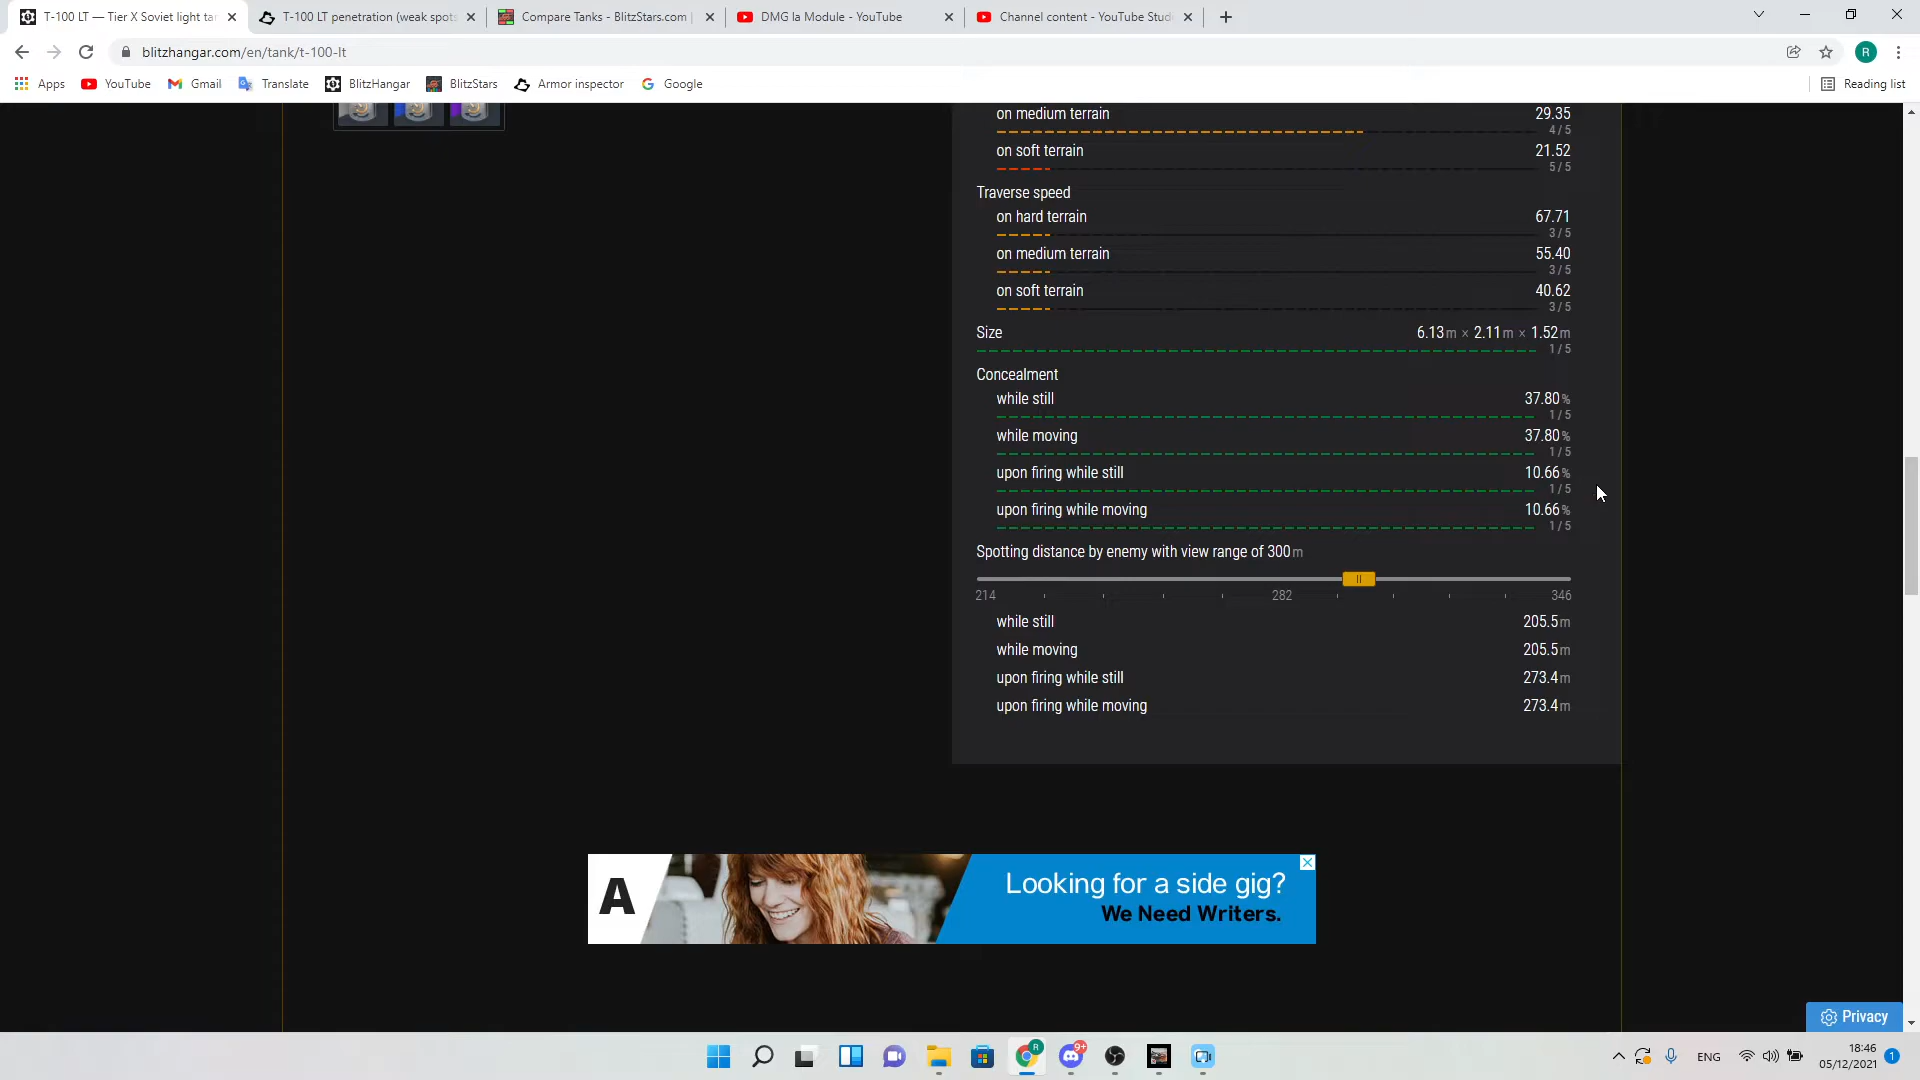 T-100 LT — Tier X Soviet light ta
T-100 LT penetration (weak spots
Compare Tanks - BlitzStars.com |
DMG la Module - YouTube
Channel content - YouTube Stud
blitzhangar.com/en/tank/t-100-lt
R
Apps
YouTube
Gmail
Translate
BlitzHangar
BlitzStars
Armor inspector
Google
Reading list
on medium terrain 29.35
4 / 5
on soft terrain 21.52
5 / 5
Traverse speed
on hard terrain 67.71
3 / 5
on medium terrain 55.40
3 / 5
on soft terrain 40.62
3 / 5
Size 6.13 m × 2.11 m × 1.52 m
1 / 5
Concealment
while still 37.80 %
1 / 5
while moving 37.80 %
1 / 5
upon firing while still 10.66 %
1 / 5
upon firing while moving 10.66 %
1 / 5
Spotting distance by enemy with view range of 300 m
214 282 346
while still 205.5 m
while moving 205.5 m
upon firing while still 273.4 m
upon firing while moving 273.4 m
A
Looking for a side gig?
We Need Writers.
Privacy
R
9+
ENG
18:46
05/12/2021
1